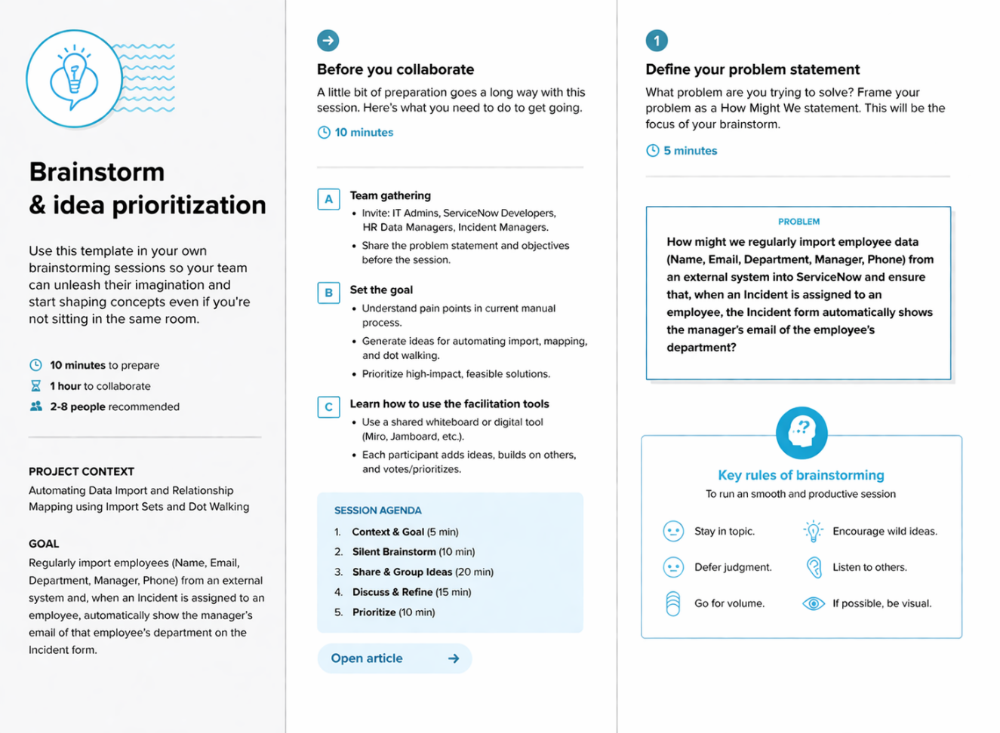 Brainstorm
& idea prioritization
Use this template in your own
brainstorming sessions so your team
can unleash their imagination and
start shaping concepts even if you're
not sitting in the same room.
10 minutes to prepare
1 hour to collaborate
2-8 people recommended
PROJECT CONTEXT
Automating Data Import and Relationship
Mapping using Import Sets and Dot Walking
GOAL
Regularly import employees (Name, Email,
Department, Manager, Phone) from an external
system and, when an Incident is assigned to an
employee, automatically show the manager's
email of that employee's department on the
Incident form.
Before you collaborate
A little bit of preparation goes a long way with this
session. Here's what you need to do to get going.
10 minutes
A
Team gathering
• Invite: IT Admins, ServiceNow Developers,
HR Data Managers, Incident Managers.
• Share the problem statement and objectives
before the session.
B
Set the goal
• Understand pain points in current manual
process.
• Generate ideas for automating import, mapping,
and dot walking.
• Prioritize high-impact, feasible solutions.
C
Learn how to use the facilitation tools
• Use a shared whiteboard or digital tool
(Miro, Jamboard, etc.).
• Each participant adds ideas, builds on others,
and votes/prioritizes.
SESSION AGENDA
1. Context & Goal (5 min)
2. Silent Brainstorm (10 min)
3. Share & Group Ideas (20 min)
4. Discuss & Refine (15 min)
5. Prioritize (10 min)
Open article →
1
Define your problem statement
What problem are you trying to solve? Frame your
problem as a How Might We statement. This will be the
focus of your brainstorm.
5 minutes
PROBLEM
How might we regularly import employee data
(Name, Email, Department, Manager, Phone) from
an external system into ServiceNow and ensure
that, when an Incident is assigned to an
employee, the Incident form automatically shows
the manager's email of the employee's
department?
Key rules of brainstorming
To run an smooth and productive session
Stay in topic.
Encourage wild ideas.
Defer judgment.
Listen to others.
Go for volume.
If possible, be visual.